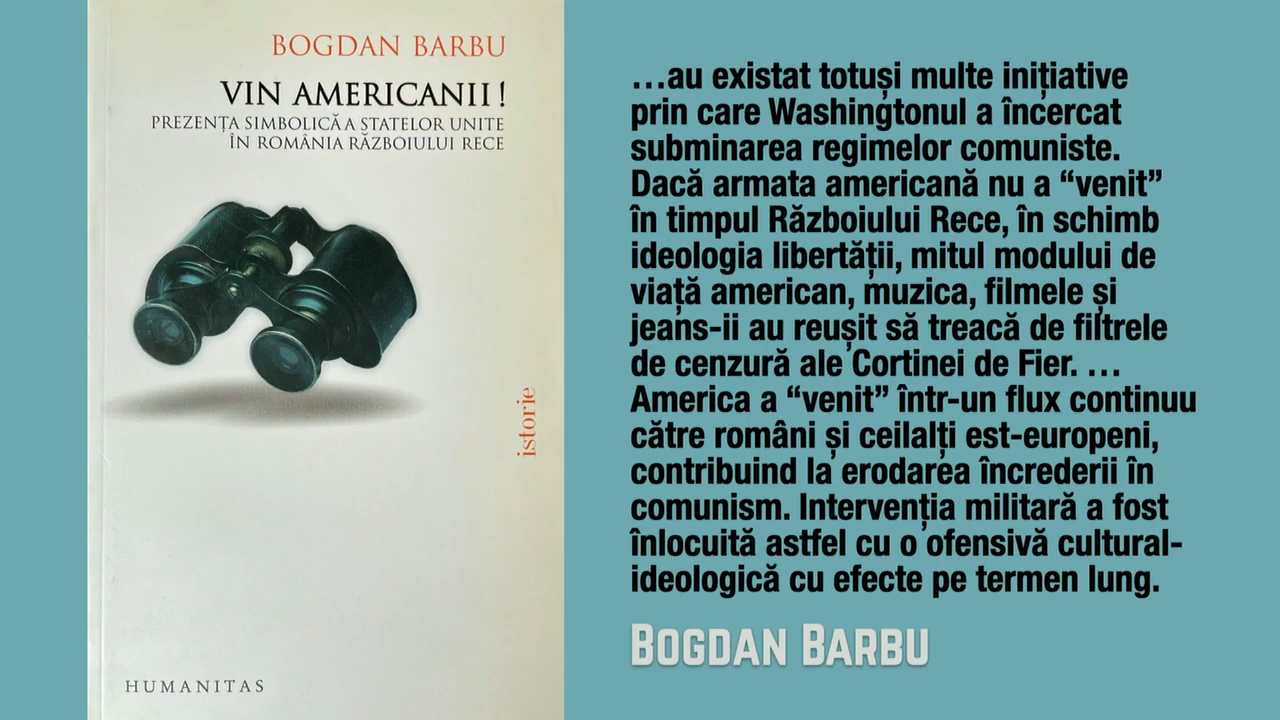 BOGDAN BARBU
VIN AMERICANII!
PREZENȚA SIMBOLICĂ A STATELOR UNITE
ÎN ROMÂNIA RĂZBOIULUI RECE
istorie
HUMANITAS
…au existat totuși multe inițiative
prin care Washingtonul a încercat
subminarea regimelor comuniste.
Dacă armata americană nu a “venit”
în timpul Războiului Rece, în schimb
ideologia libertății, mitul modului de
viață american, muzica, filmele și
jeans-ii au reușit să treacă de filtrele
de cenzură ale Cortinei de Fier. …
America a “venit” într-un flux continuu
către români și ceilalți est-europeni,
contribuind la erodarea încrederii în
comunism. Intervenția militară a fost
înlocuită astfel cu o ofensivă cultural-
ideologică cu efecte pe termen lung.
BOGDAN BARBU